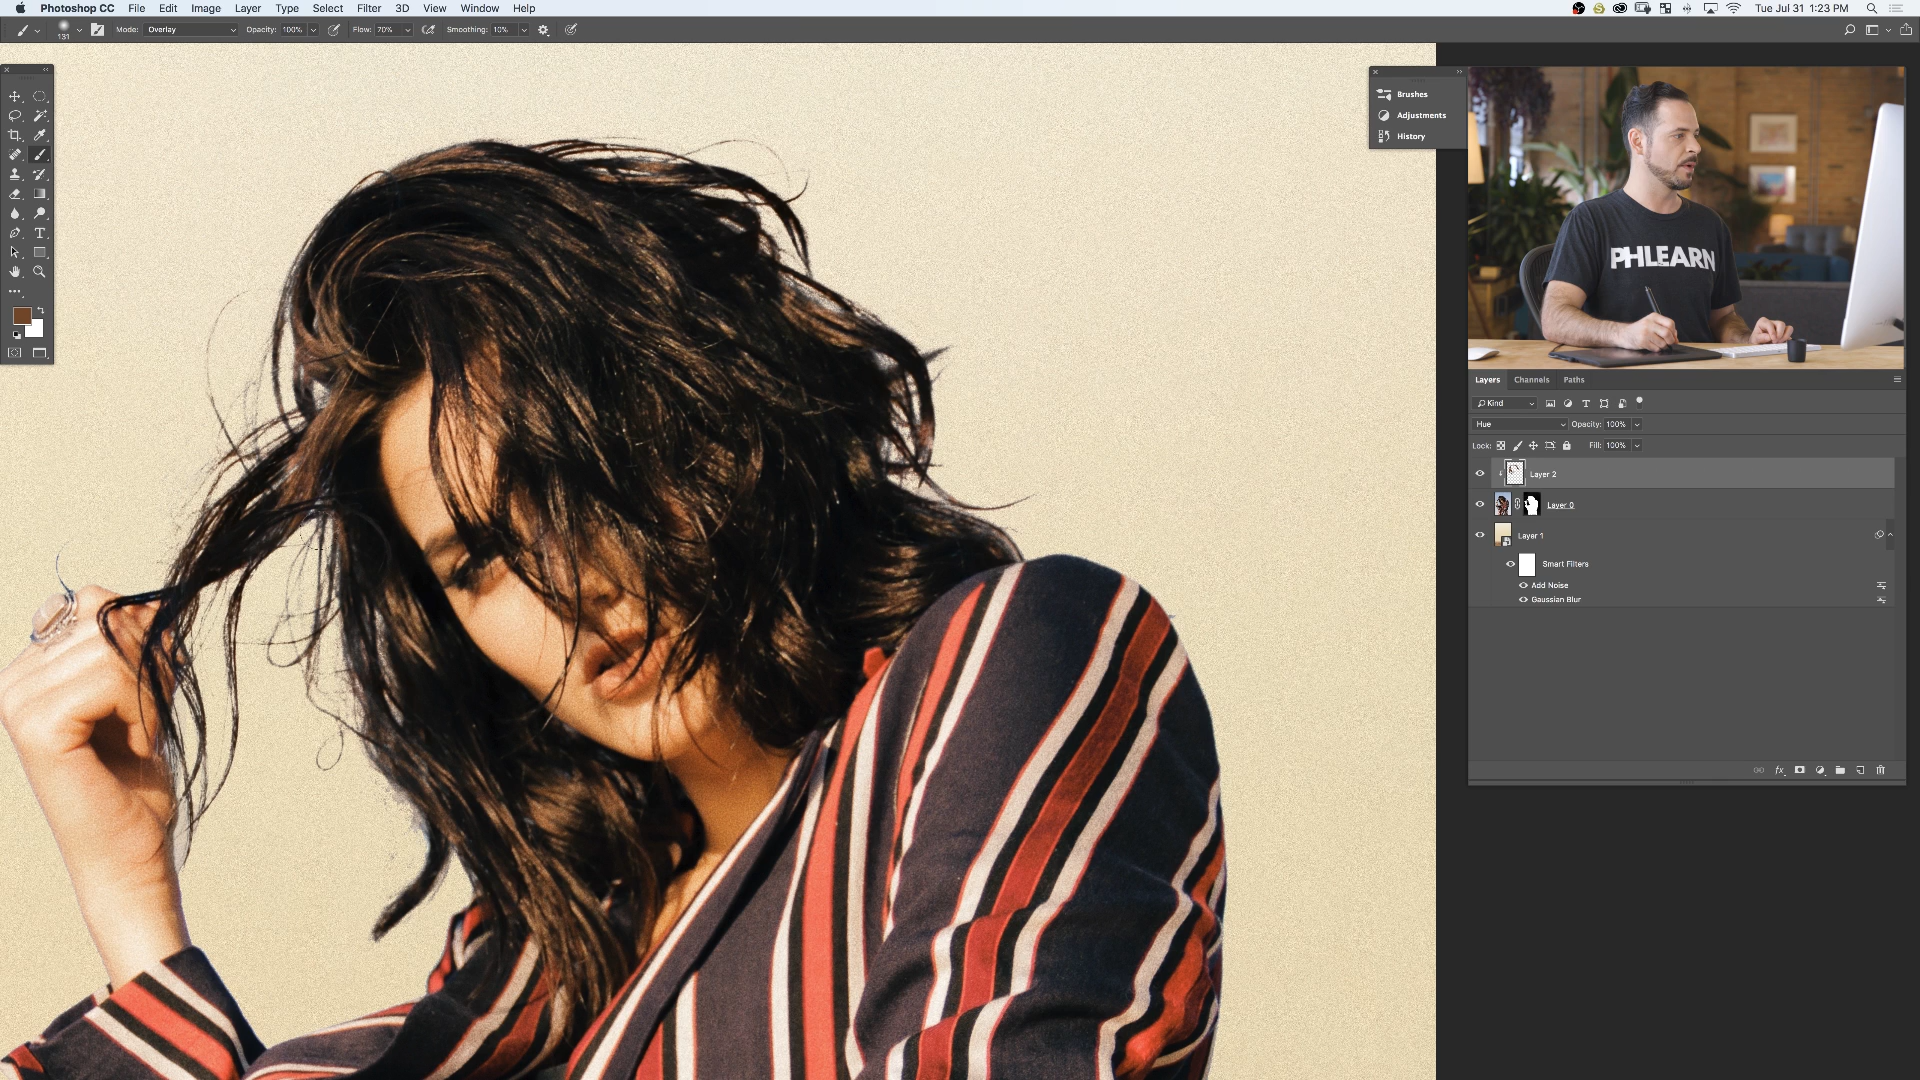 Photoshop CC File Edit Image Layer Type Select Filter 3D View Window Help Tue Jul 31 1:23 PM
131 Mode: Overlay Opacity: 100% Flow: 70% Smoothing: 10%
Brushes
Adjustments
History
PHLEARN
Layers Channels Paths
Kind
Hue Opacity: 100%
Lock: Fill: 100%
Layer 2
Layer 0
Layer 1
Smart Filters
Add Noise
Gaussian Blur
fx